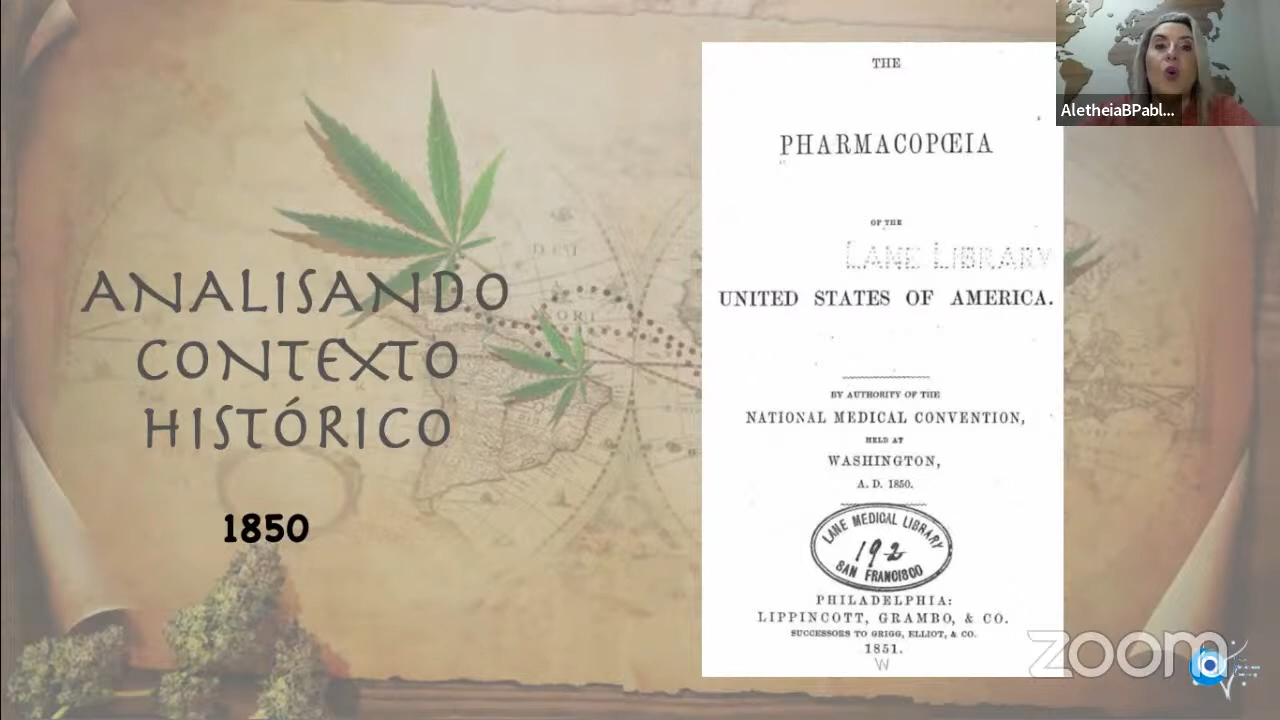 ANALISANDO
CONTEXTO
HISTÓRICO
1850
THE
PHARMACOPŒIA
OF THE
LANE LIBRARY
UNITED STATES OF AMERICA.
BY AUTHORITY OF THE
NATIONAL MEDICAL CONVENTION,
HELD AT
WASHINGTON,
A. D. 1850.
LANE MEDICAL LIBRARY
192
SAN FRANCISCO
PHILADELPHIA:
LIPPINCOTT, GRAMBO, & CO.
SUCCESSORS TO GRIGG, ELLIOT, & CO.
1851.
W
AletheiaBPabl...
zoom